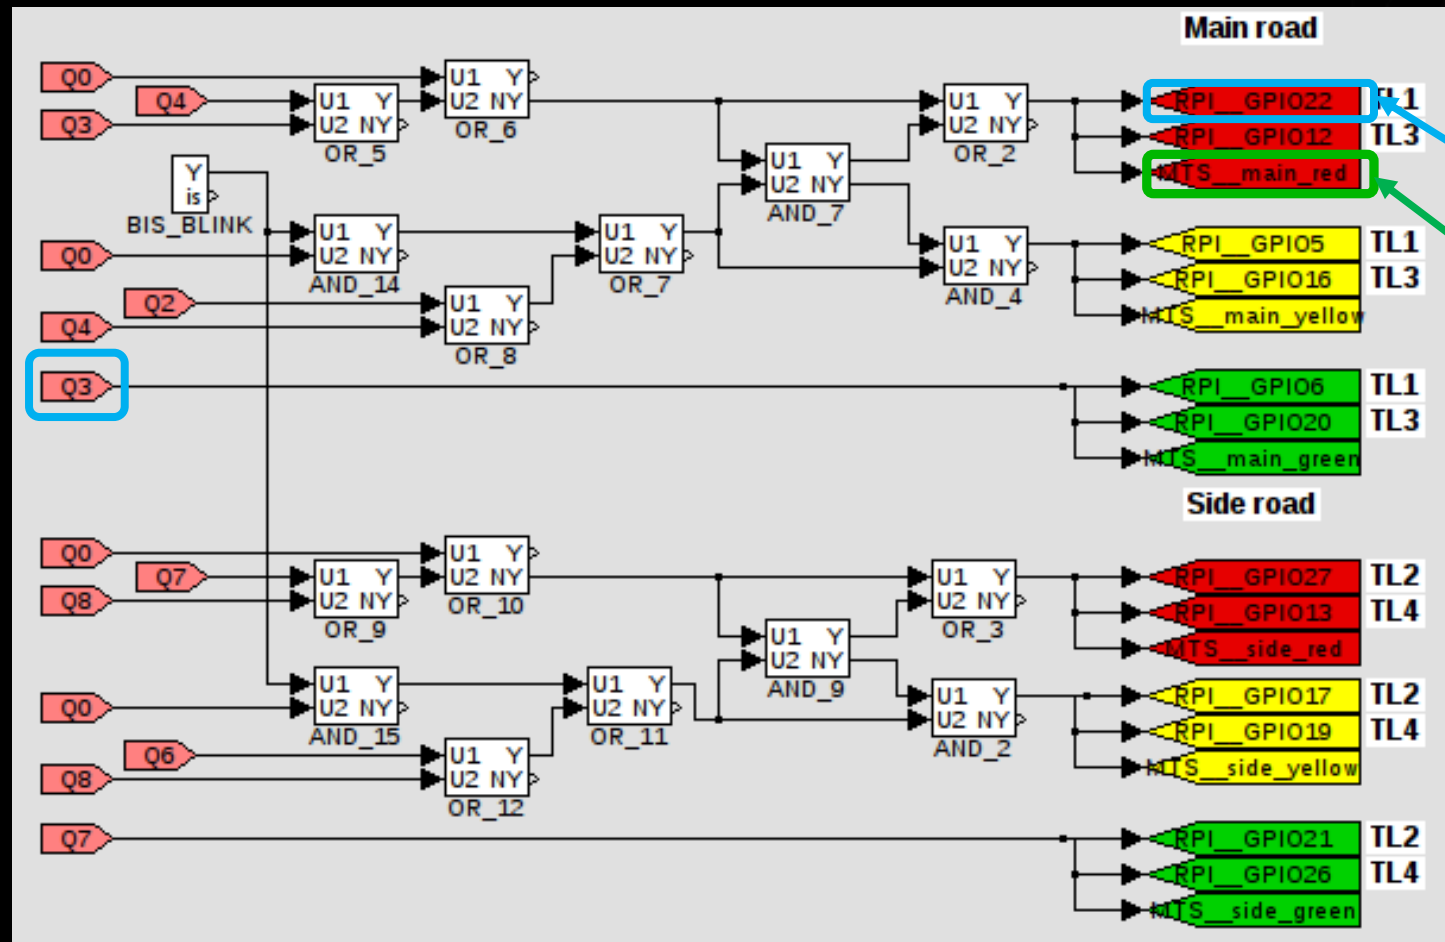 Main road
Q0
U1 Y
RPI__GPIO22 TL1
Q4
U1 Y
U2 NY
U1 Y
Q3
U2 NY
OR_6
U2 NY
RPI__GPIO12 TL3
OR_5
OR_2
Y
U1 Y
MTS__main_red
is
U2 NY
BIS_BLINK
AND_7
U1 Y
U1 Y
U1 Y
RPI__GPIO5 TL1
Q0
U2 NY
U2 NY
U2 NY
AND_14
OR_7
AND_4
RPI__GPIO16 TL3
Q2
U1 Y
MTS__main_yellow
Q4
U2 NY
OR_8
Q3
RPI__GPIO6 TL1
RPI__GPIO20 TL3
MTS__main_green
Side road
Q0
U1 Y
Q7
U1 Y
U2 NY
U1 Y
RPI__GPIO27 TL2
Q8
U2 NY
OR_10
U2 NY
RPI__GPIO13 TL4
OR_9
OR_3
U1 Y
MTS__side_red
U2 NY
AND_9
U1 Y
U1 Y
U1 Y
RPI__GPIO17 TL2
Q0
U2 NY
U2 NY
U2 NY
AND_15
OR_11
AND_2
RPI__GPIO19 TL4
Q6
U1 Y
MTS__side_yellow
Q8
U2 NY
OR_12
Q7
RPI__GPIO21 TL2
RPI__GPIO26 TL4
MTS__side_green